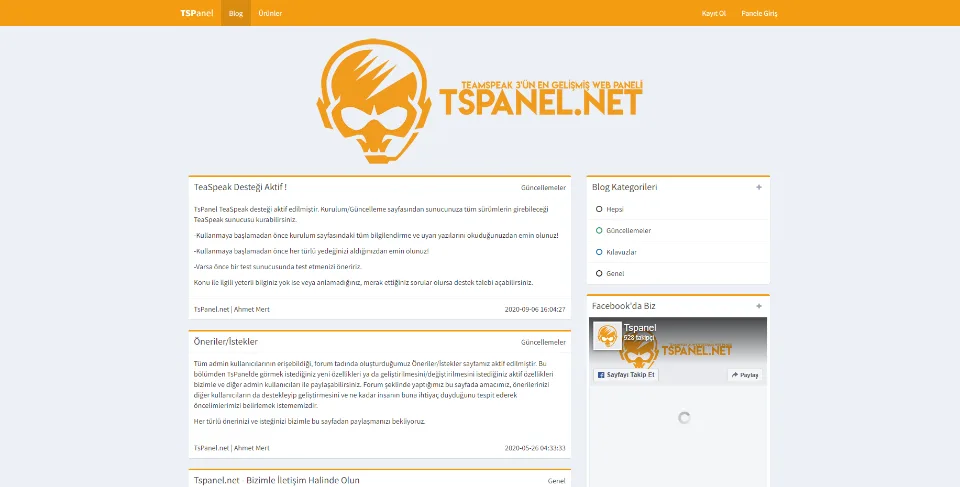 TSPanel Blog Ürünler Kayıt Ol Panele Giriş
TEAMSPEAK 3'ÜN EN GELİŞMİŞ WEB PANELİ
TSPANEL.NET
TeaSpeak Desteği Aktif ! Güncellemeler
TsPanel TeaSpeak desteği aktif edilmiştir. Kurulum/Güncelleme sayfasından sunucunuza tüm sürümlerin girebileceği
TeaSpeak sunucusu kurabilirsiniz.
-Kullanmaya başlamadan önce kurulum sayfasındaki tüm bilgilendirme ve uyarı yazılarını okuduğunuzdan emin olunuz!
-Kullanmaya başlamadan önce her türlü yedeğinizi aldığınızdan emin olunuz!
-Varsa önce bir test sunucusunda test etmenizi öneririz.
Konu ile ilgili yeterli bilginiz yok ise veya anlamadığınız, merak ettiğiniz sorular olursa destek talebi açabilirsiniz.
TsPanel.net | Ahmet Mert 2020-09-06 16:04:27
Öneriler/İstekler Güncellemeler
Tüm admin kullanıcılarının erişebildiği, forum tadında oluşturduğumuz Öneriler/İstekler sayfamız aktif edilmiştir. Bu
bölümden TsPanelde görmek istediğiniz yeni özellikleri ya da geliştirilmesini/değiştirilmesini istediğiniz aktif özellikleri
bizimle ve diğer admin kullanıcıları ile paylaşabilirsiniz. Forum şeklinde yaptığımız bu sayfada amacımız, önerilerinizi
diğer kullanıcıların da destekleyip geliştirmesini ve ne kadar insanın buna ihtiyaç duyduğunu tespit ederek
öncelimlerimizi belirlemek istememizdir.
Her türlü önerinizi ve isteğinizi bizimle bu sayfadan paylaşmanızı bekliyoruz.
TsPanel.net | Ahmet Mert 2020-05-26 04:33:33
Tspanel.net - Bizimle İletişim Halinde Olun Genel
Blog Kategorileri +
Hepsi
Güncellemeler
Kılavuzlar
Genel
Facebook'da Biz +
Tspanel
928 takipçi
TSPANEL.NET
Sayfayı Takip Et Paylaş